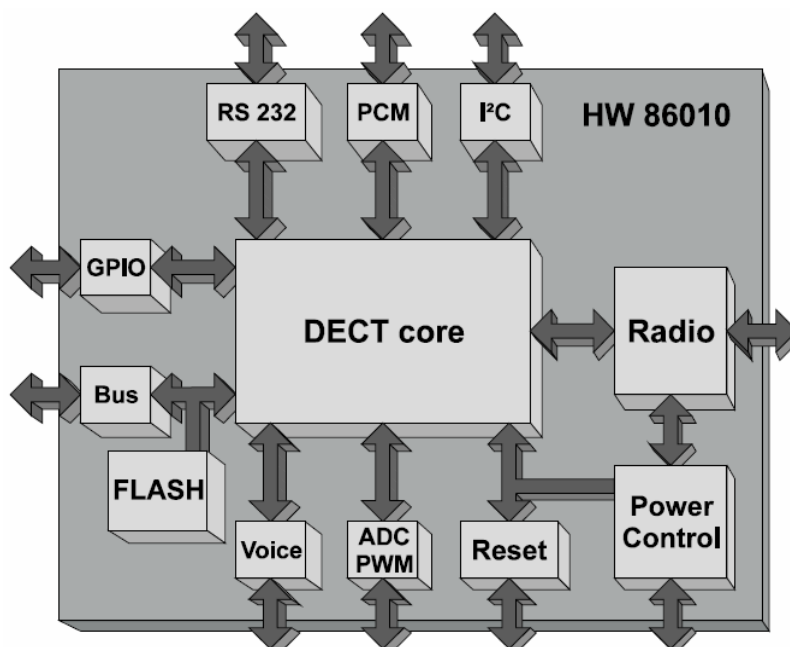 RS 232
PCM
I²C
HW 86010
GPIO
DECT core
Radio
Bus
FLASH
Voice
ADC
PWM
Reset
Power
Control